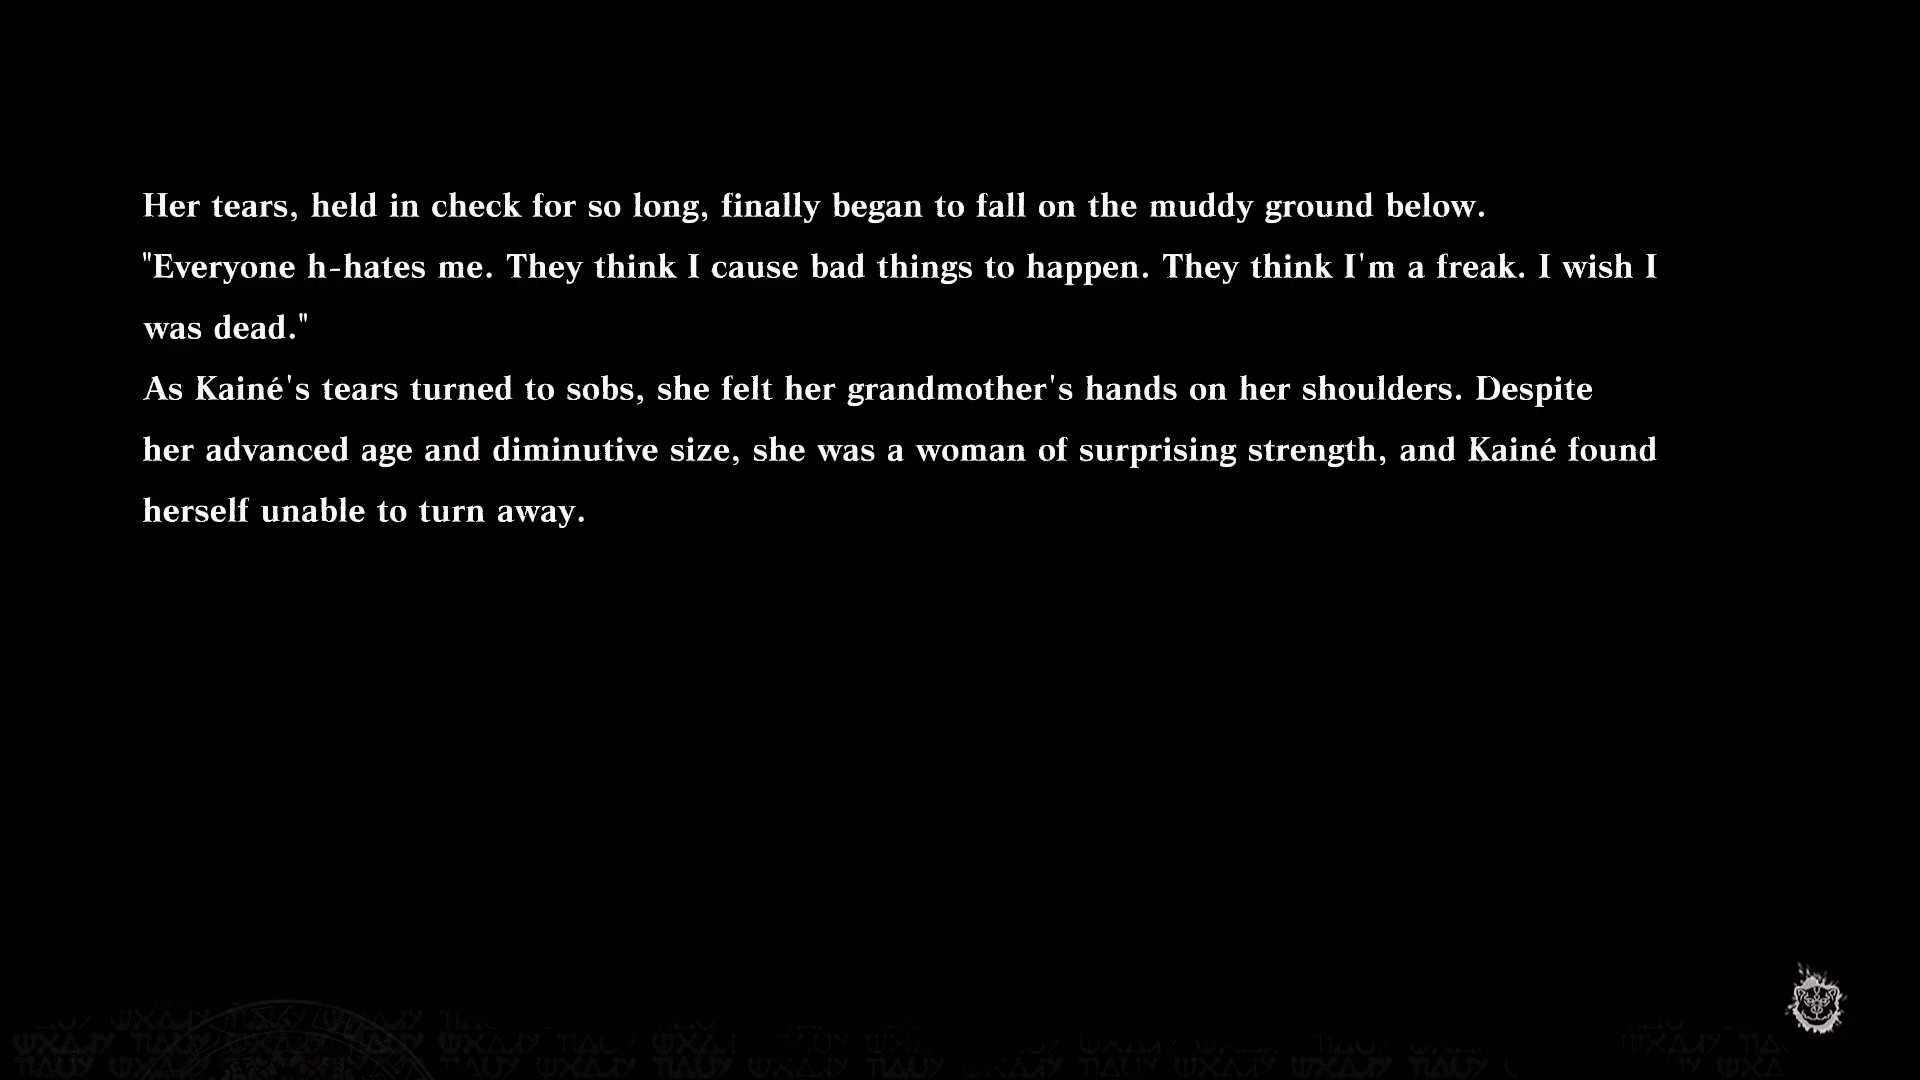 Her tears, held in check for so long, finally began to fall on the muddy ground below.
"Everyone h-hates me. They think I cause bad things to happen. They think I'm a freak. I wish I
was dead."
As Kainé's tears turned to sobs, she felt her grandmother's hands on her shoulders. Despite
her advanced age and diminutive size, she was a woman of surprising strength, and Kainé found
herself unable to turn away.